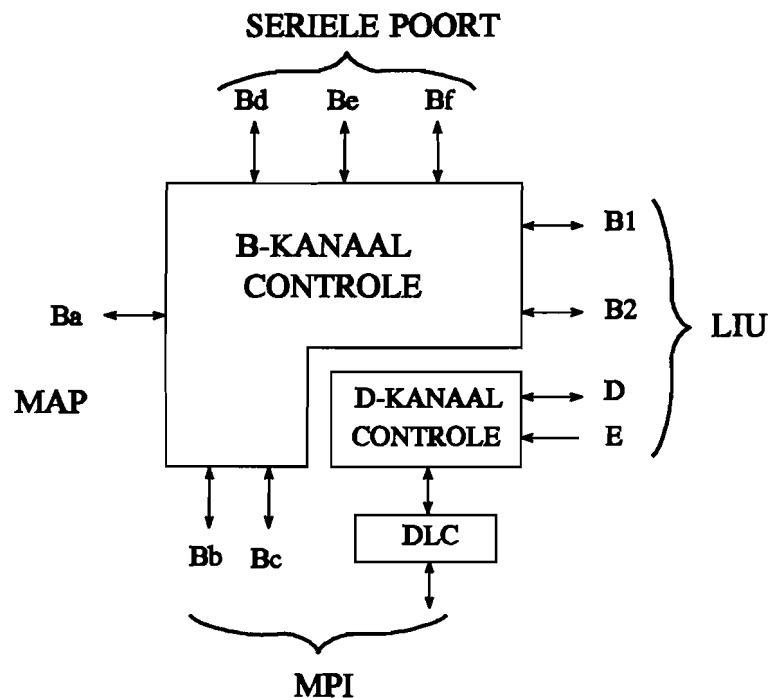 SERIELE POORT
Bd Be Bf
B-KANAAL
CONTROLE
B1
B2
Ba
LIU
MAP
D-KANAAL
CONTROLE
D
E
DLC
Bb Bc
MPI